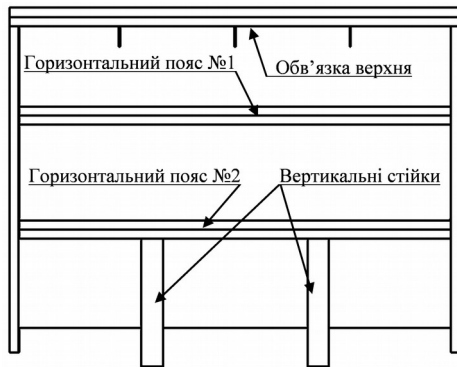 Горизонтальний пояс №1
Обв’язка верхня
Горизонтальний пояс №2
Вертикальні стійки